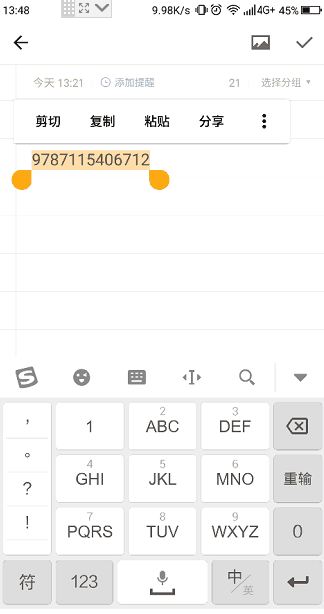 13:48 9.98K/s 4G+ 45%
今天 13:21 添加提醒 21 选择分组
剪切 复制 粘贴 分享
9787115406712
S
, 1 2 ABC 3 DEF
。 4 GHI 5 JKL 6 MNO 重输
?
! 7 PQRS 8 TUV 9 WXYZ 0
符 123 中/英